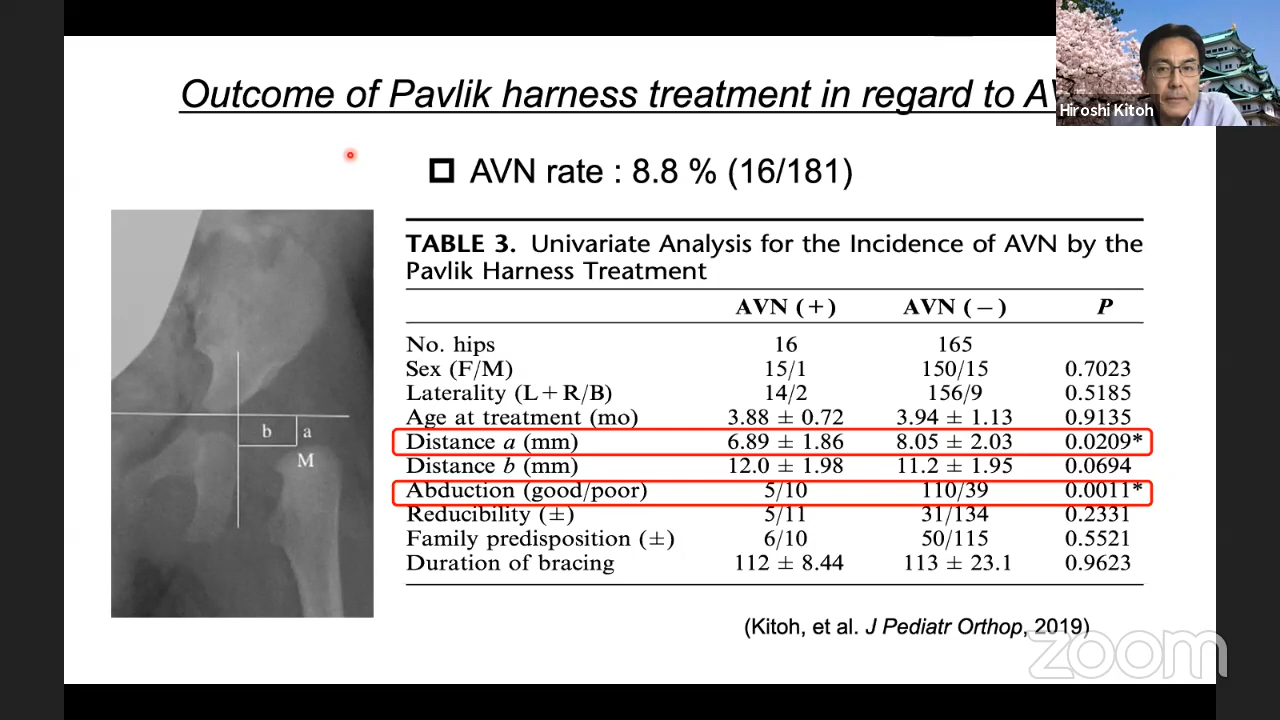 Outcome of Pavlik harness treatment in regard to AV
Hiroshi Kitoh
AVN rate : 8.8 % (16/181)
TABLE 3. Univariate Analysis for the Incidence of AVN by the
Pavlik Harness Treatment
AVN (+) AVN (−) P
No. hips 16 165
Sex (F/M) 15/1 150/15 0.7023
Laterality (L+R/B) 14/2 156/9 0.5185
Age at treatment (mo) 3.88 ± 0.72 3.94 ± 1.13 0.9135
Distance a (mm) 6.89 ± 1.86 8.05 ± 2.03 0.0209*
Distance b (mm) 12.0 ± 1.98 11.2 ± 1.95 0.0694
Abduction (good/poor) 5/10 110/39 0.0011*
Reducibility (±) 5/11 31/134 0.2331
Family predisposition (±) 6/10 50/115 0.5521
Duration of bracing 112 ± 8.44 113 ± 23.1 0.9623
b a
M
(Kitoh, et al. J Pediatr Orthop, 2019)
zoom